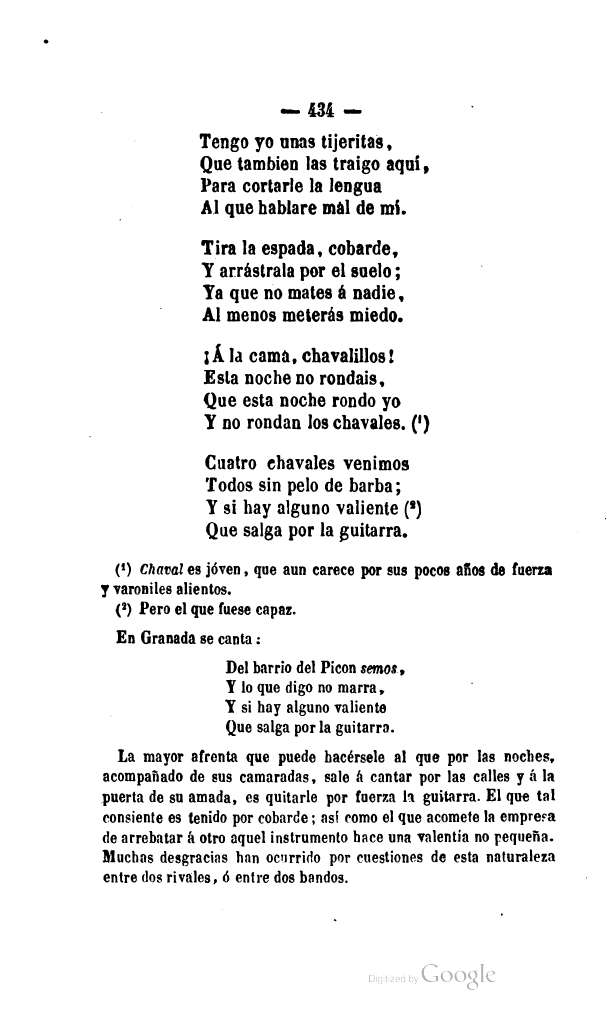 — 434 —
Tengo yo unas tijeritas,
Que tambien las traigo aquí,
Para cortarle la lengua
Al que hablare mal de mí.
Tira la espada, cobarde,
Y arrástrala por el suelo;
Ya que no mates á nadie,
Al menos meterás miedo.
¡Á la cama, chavalillos!
Esta noche no rondais,
Que esta noche rondo yo
Y no rondan los chavales. (¹)
Cuatro chavales venimos
Todos sin pelo de barba;
Y si hay alguno valiente (²)
Que salga por la guitarra.
(¹) Chaval es jóven, que aun carece por sus pocos años de fuerza
y varoniles alientos.
(²) Pero el que fuese capaz.
En Granada se canta:
Del barrio del Picon semos,
Y lo que digo no marra,
Y si hay alguno valiente
Que salga por la guitarra.
La mayor afrenta que puede hacérsele al que por las noches,
acompañado de sus camaradas, sale á cantar por las calles y á la
puerta de su amada, es quitarle por fuerza la guitarra. El que tal
consiente es tenido por cobarde; así como el que acomete la empresa
de arrebatar á otro aquel instrumento hace una valentía no pequeña.
Muchas desgracias han ocurrido por cuestiones de esta naturaleza
entre dos rivales, ó entre dos bandos.
Digitized by Google